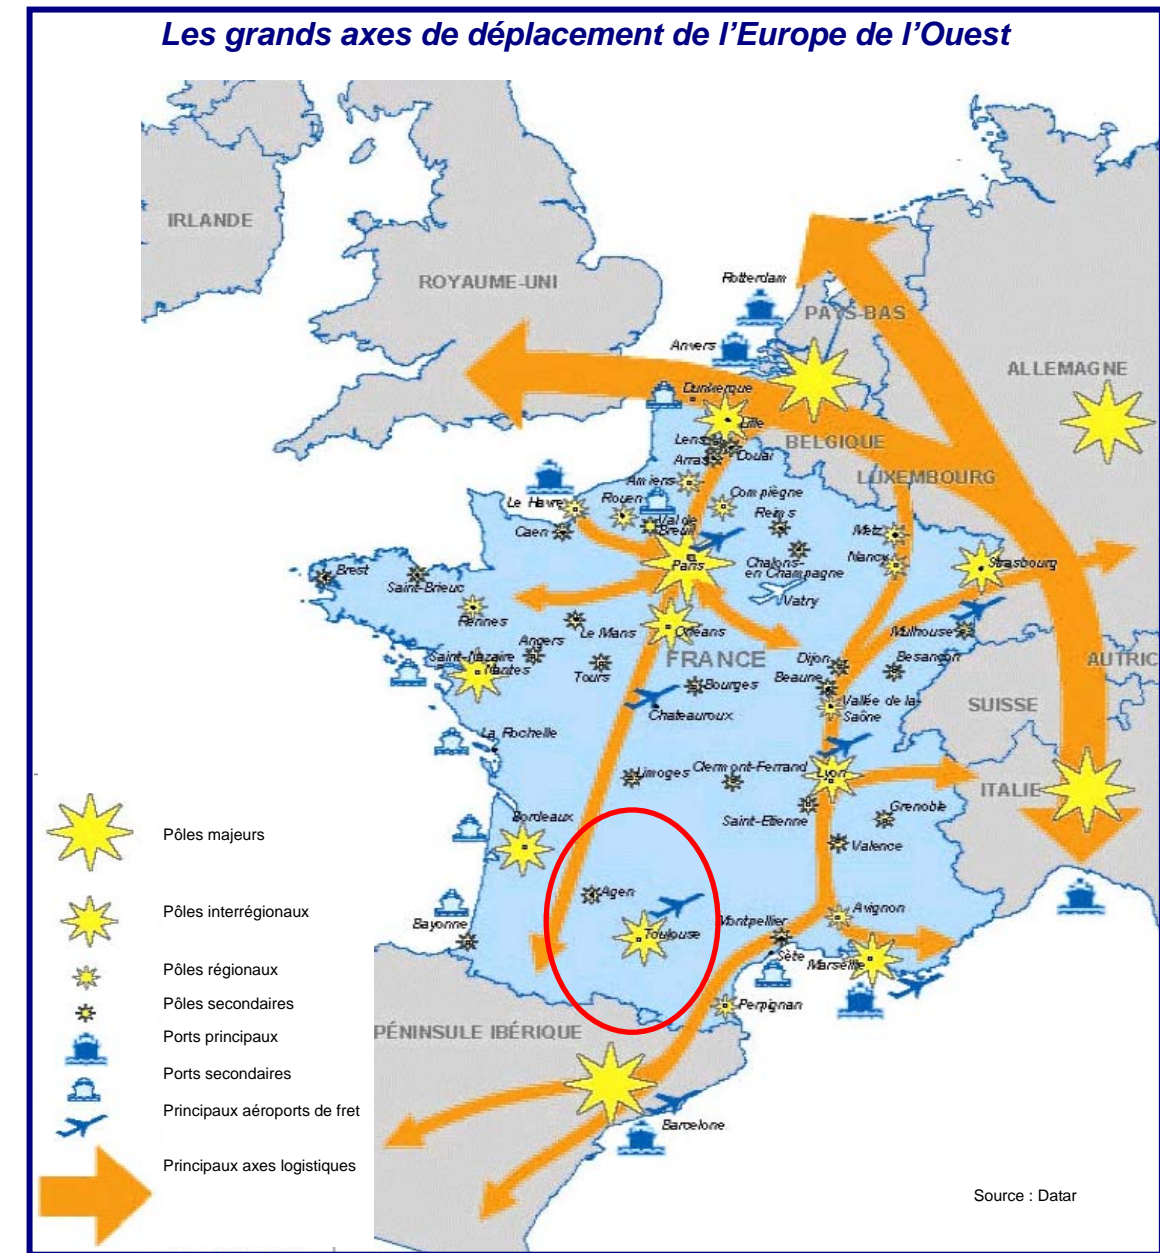 Les grands axes de déplacement de l'Europe de l'Ouest
IRLANDE
ROYAUME-UNI
Rotterdam
PAYS-BAS
Anvers
ALLEMAGNE
Dunkerque
Lille
BELGIQUE
Lens
Douai
Arras
LUXEMBOURG
Amiens
Compiègne
Le Havre
Rouen
Val de
Breuil
Reims
Caen
Metz
Paris
Chalons-
en Champagne
Nancy
Strasbourg
Brest
Saint-Brieuc
Vatry
Rennes
Le Mans
Orléans
Mulhouse
Angers
FRANCE
Saint-Nazaire
Nantes
Tours
Dijon
Besançon
AUTRIC
Bourges
Beaune
Vallée de la-
Saône
SUISSE
Chateauroux
La Rochelle
Limoges
Clermont-Ferrand
Lyon
ITALIE
Bordeaux
Saint-Etienne
Grenoble
Valence
Agen
Avignon
Bayonne
Toulouse
Montpellier
Sète
Marseille
Perpignan
PÉNINSULE IBÉRIQUE
Barcelone
Pôles majeurs
Pôles interrégionaux
Pôles régionaux
Pôles secondaires
Ports principaux
Ports secondaires
Principaux aéroports de fret
Principaux axes logistiques
Source : Datar